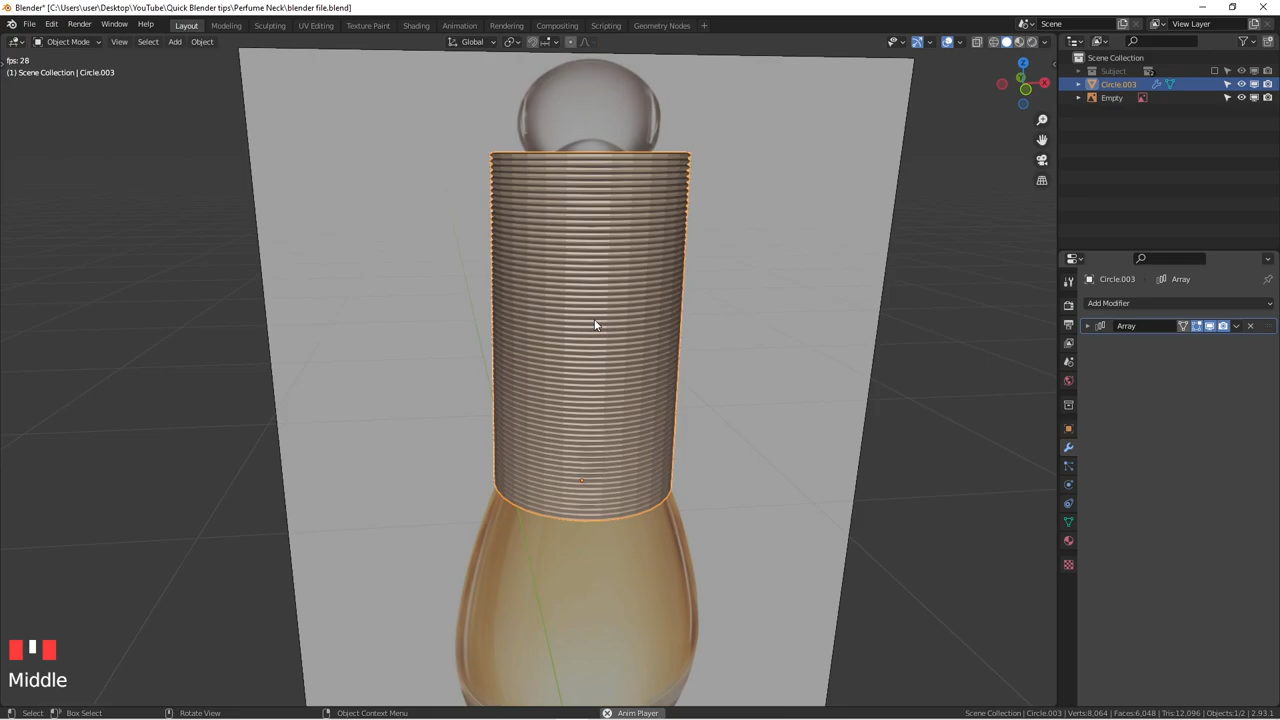 Blender* [C:\Users\user\Desktop\YouTube\Quick Blender tips\Perfume Neck\blender file.blend]
File Edit Render Window Help Layout Modeling Sculpting UV Editing Texture Paint Shading Animation Rendering Compositing Scripting Geometry Nodes + Scene View Layer
Object Mode View Select Add Object Global
fps: 28
(1) Scene Collection | Circle.003
Z
X
Y
Scene Collection
Subject
Circle.003
Empty
Circle.003 Array
Add Modifier
Array
Middle
Select Box Select Rotate View Object Context Menu Anim Player Scene Collection | Circle.003 | Verts:8,064 | Faces:6,048 | Tris:12,096 | Objects:1/2 | 2.93.1